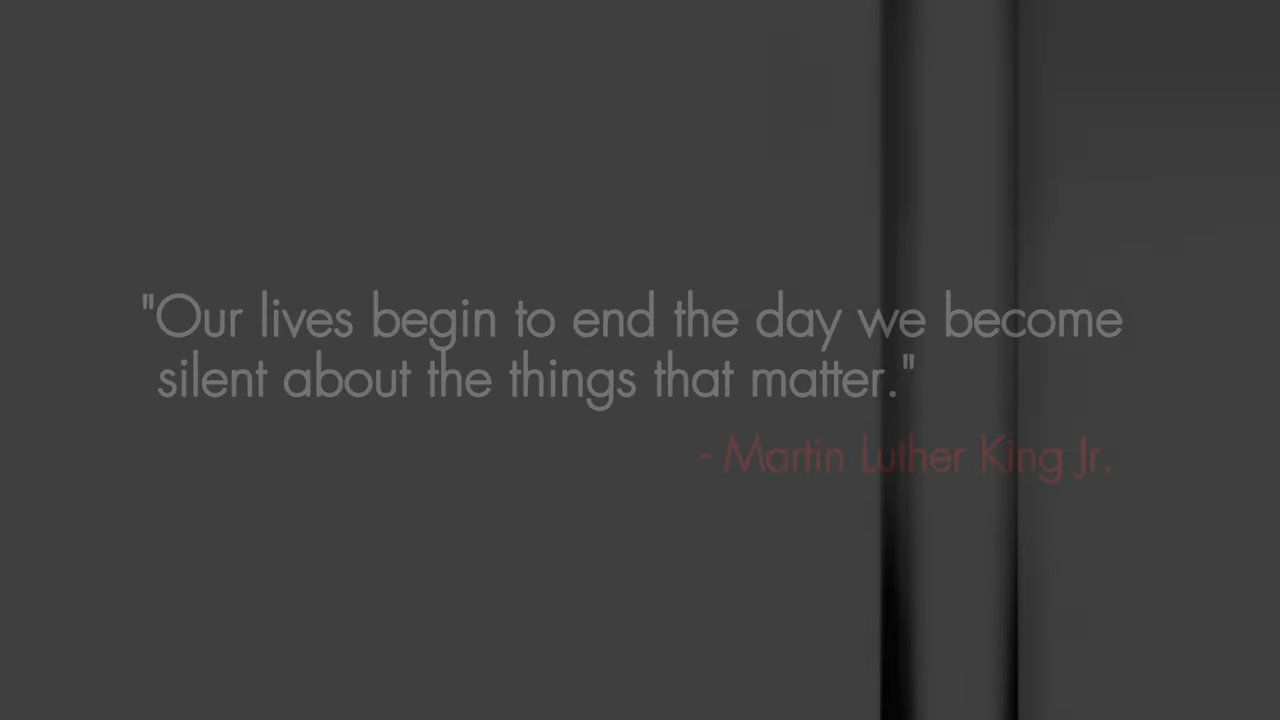 "Our lives begin to end the day we become
silent about the things that matter."
- Martin Luther King Jr.